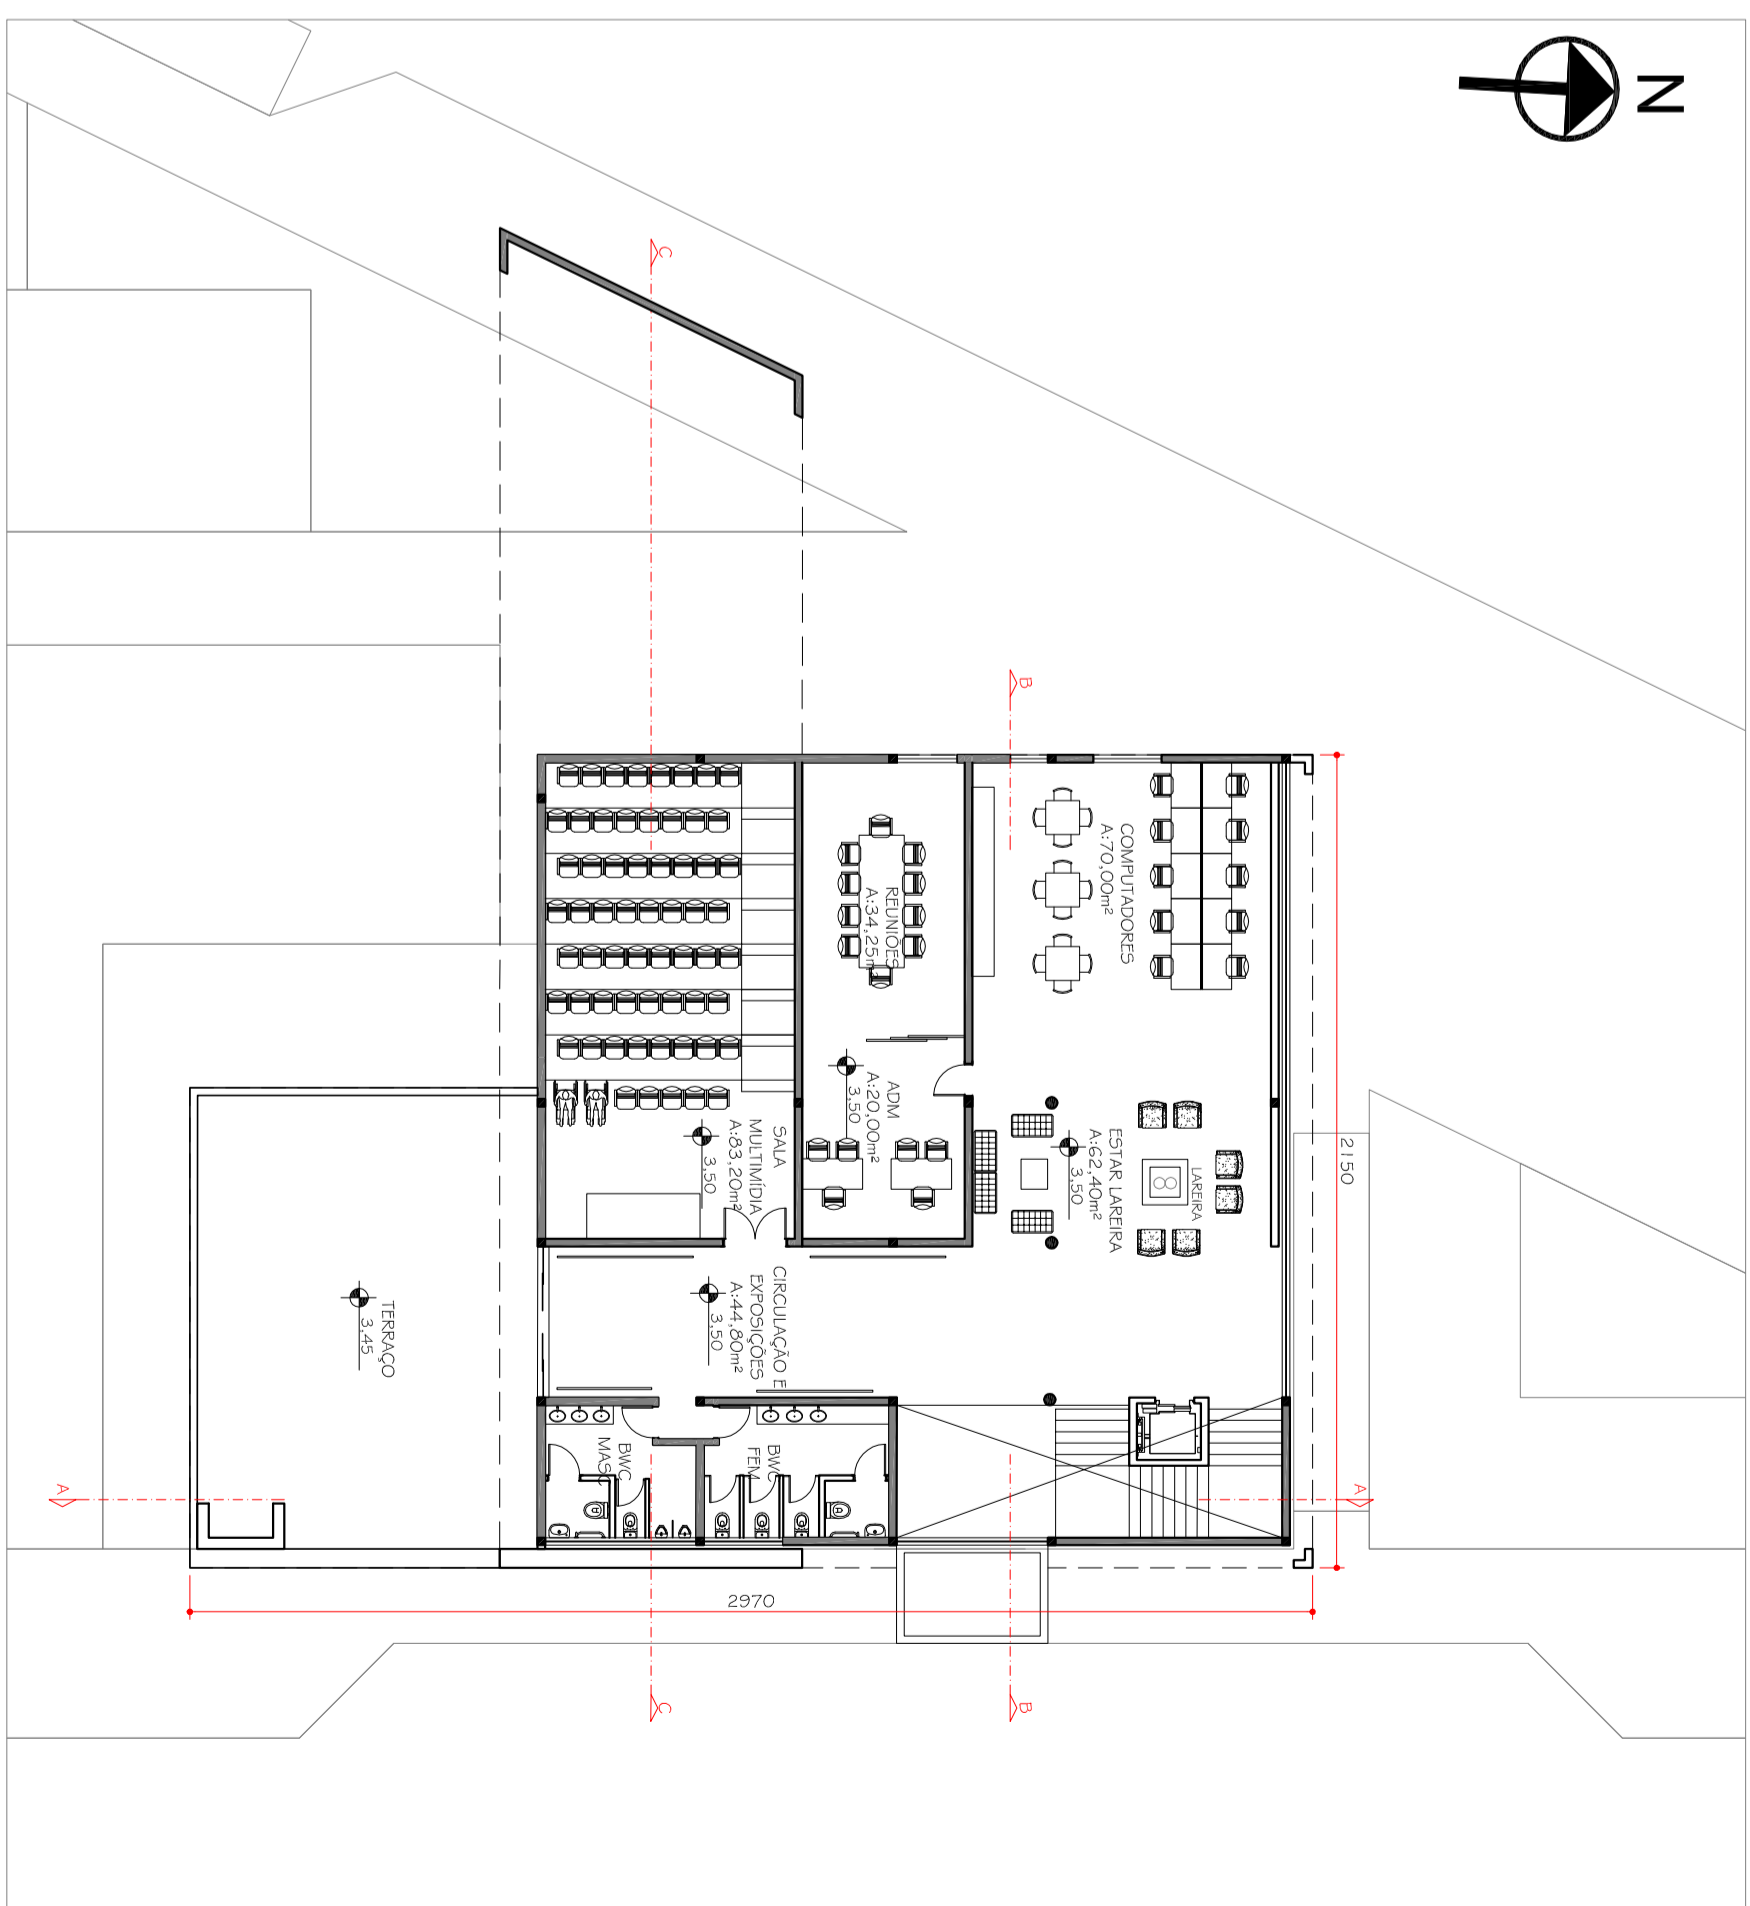 N
C
B
COMPUTADORES
A:70,00m²
REUNIÕES
A:34,25m²
ADM
A:20,00m²
3,50
SALA
MULTIMÍDIA
A:83,20m²
3,50
ESTAR LAREIRA
A:62,40m²
3,50
LAREIRA
2150
CIRCULAÇÃO E
EXPOSIÇÕES
A:44,80m²
3,50
TERRAÇO
3,45
BWC
MASC
BWC
FEM
A
A
2970
C
B